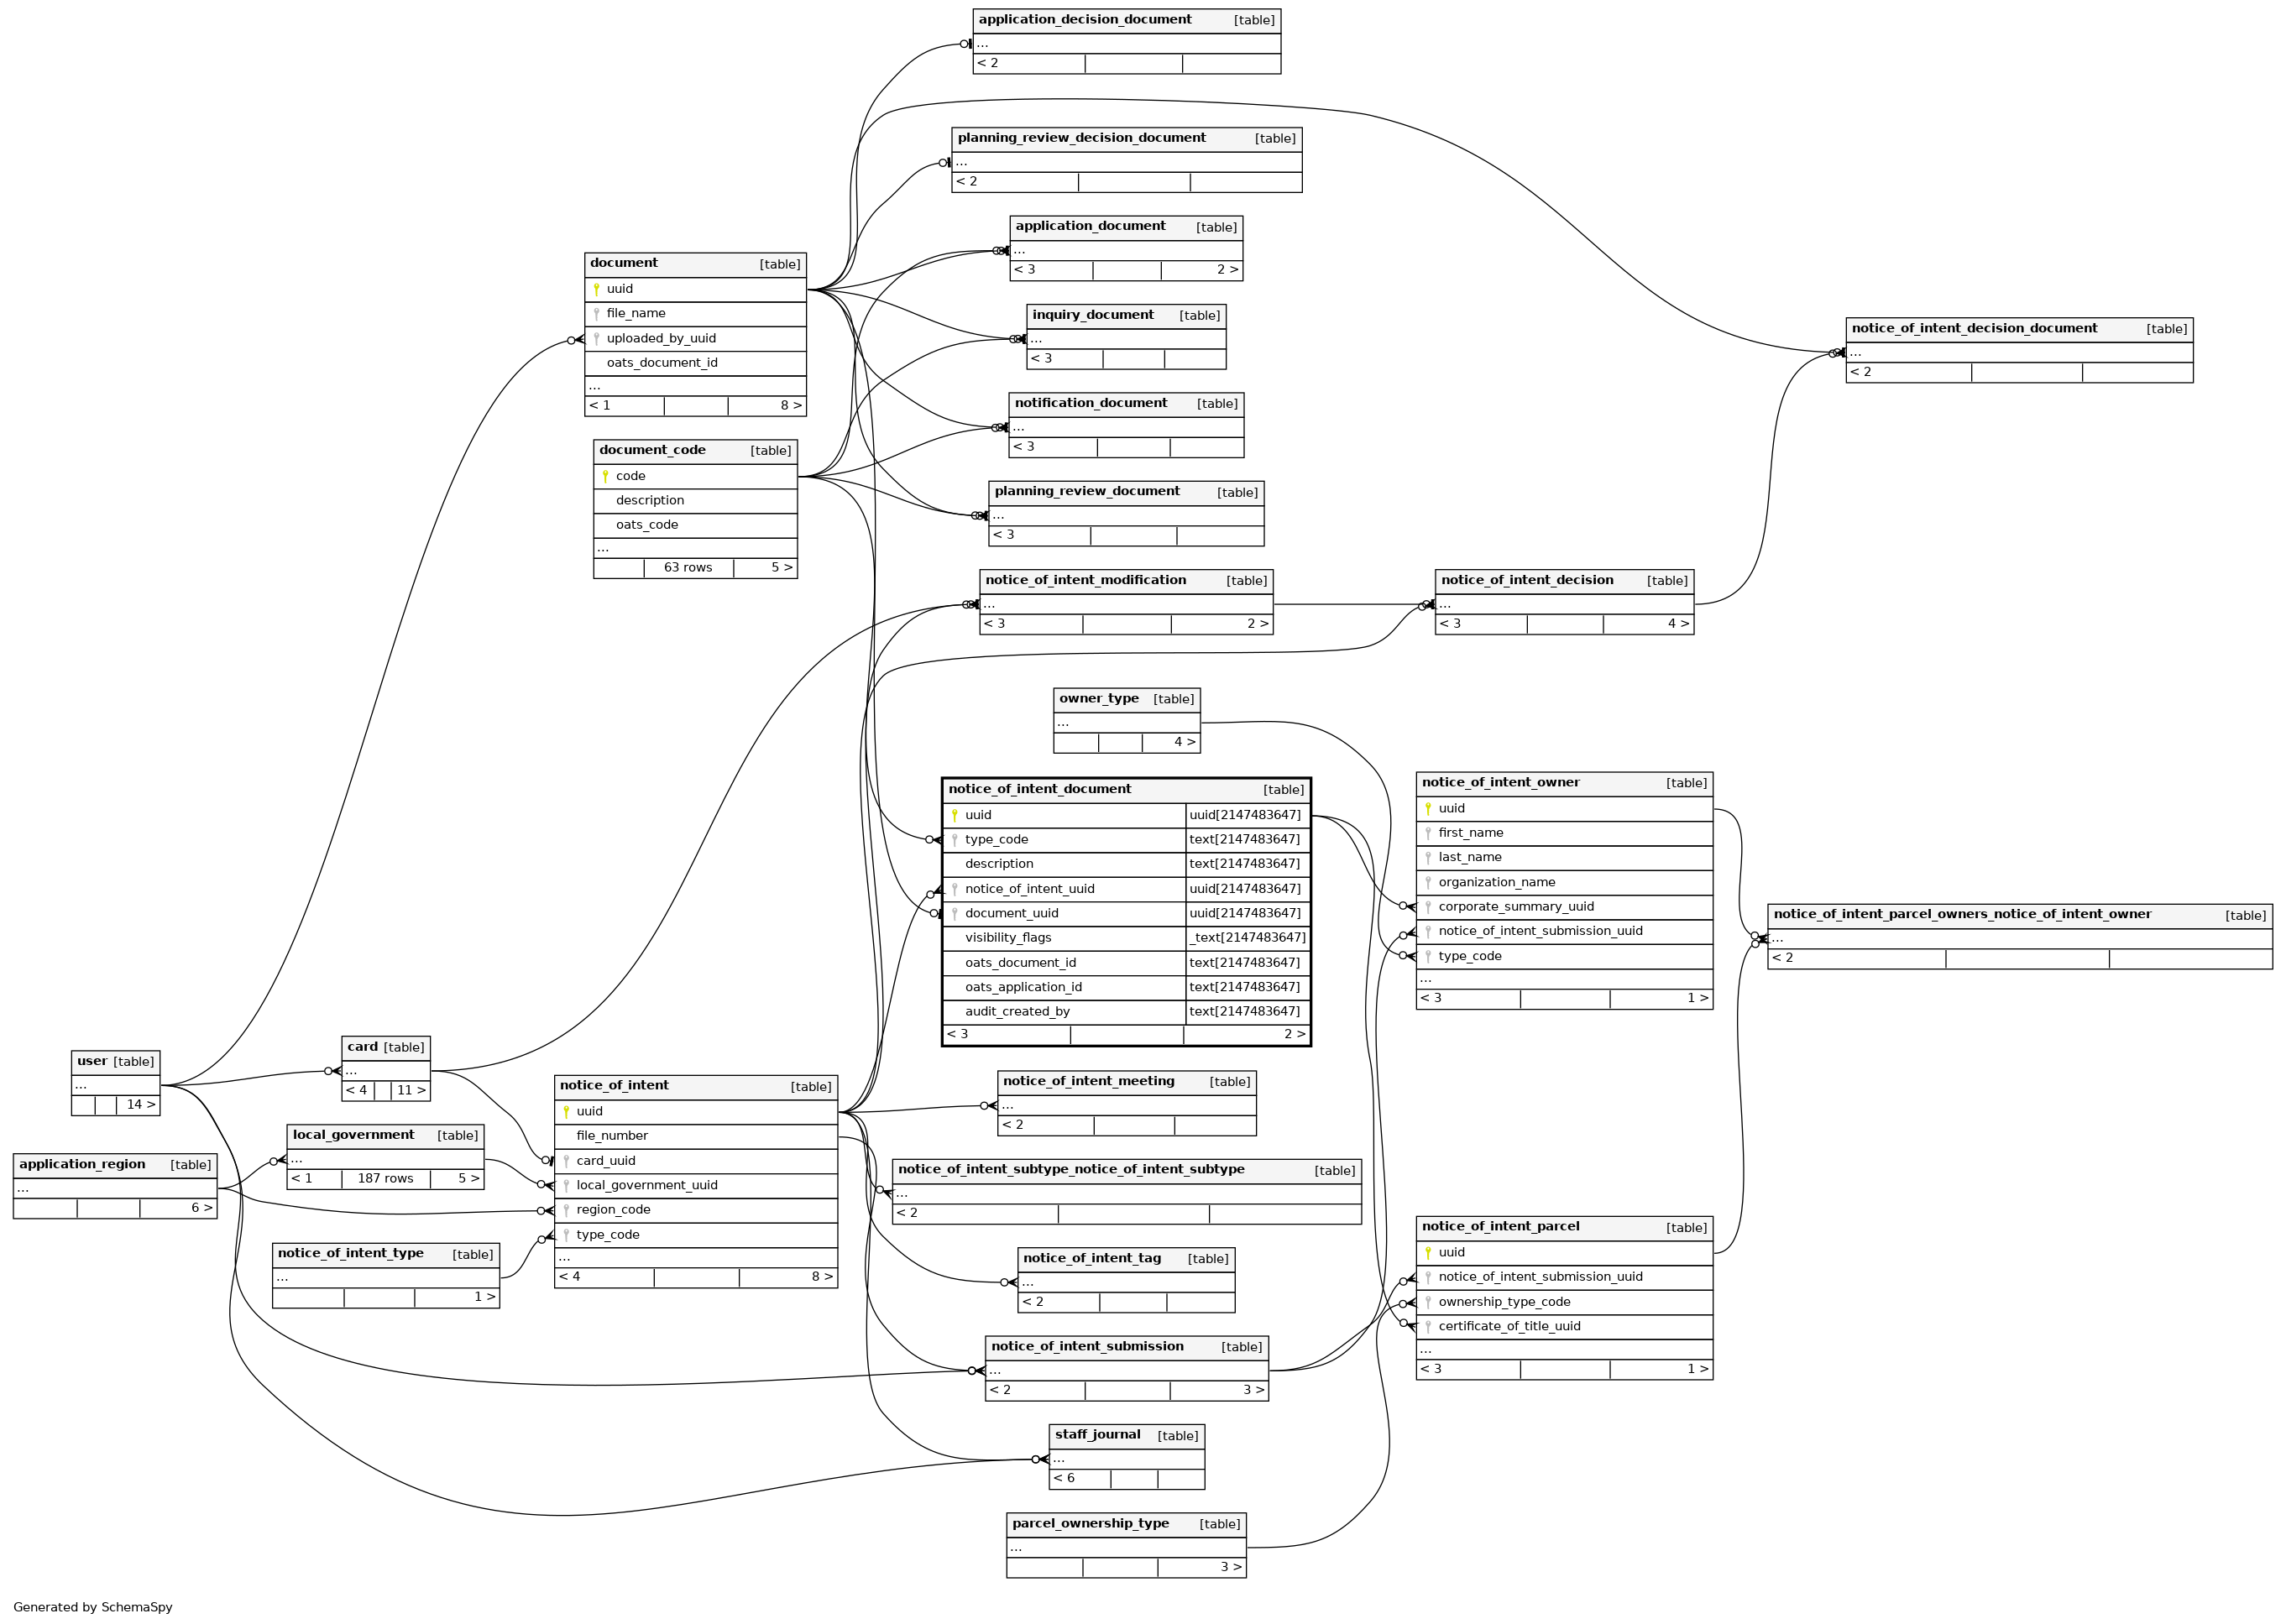 application_decision_document [table]
...
< 2
planning_review_decision_document [table]
...
< 2
application_document [table]
...
< 3 2 >
document [table]
uuid
file_name
uploaded_by_uuid
oats_document_id
...
< 1 8 >
inquiry_document [table]
...
< 3
notice_of_intent_decision_document [table]
...
< 2
notification_document [table]
...
< 3
document_code [table]
code
description
oats_code
...
63 rows 5 >
planning_review_document [table]
...
< 3
notice_of_intent_modification [table]
...
< 3 2 >
notice_of_intent_decision [table]
...
< 3 4 >
owner_type [table]
...
4 >
notice_of_intent_document [table]
uuid uuid[2147483647]
type_code text[2147483647]
description text[2147483647]
notice_of_intent_uuid uuid[2147483647]
document_uuid uuid[2147483647]
visibility_flags _text[2147483647]
oats_document_id text[2147483647]
oats_application_id text[2147483647]
audit_created_by text[2147483647]
< 3 2 >
notice_of_intent_owner [table]
uuid
first_name
last_name
organization_name
corporate_summary_uuid
notice_of_intent_submission_uuid
type_code
...
< 3 1 >
notice_of_intent_parcel_owners_notice_of_intent_owner [table]
...
< 2
user [table]
...
14 >
card [table]
...
< 4 11 >
local_government [table]
...
< 1 187 rows 5 >
application_region [table]
...
6 >
notice_of_intent_type [table]
...
1 >
notice_of_intent [table]
uuid
file_number
card_uuid
local_government_uuid
region_code
type_code
...
< 4 8 >
notice_of_intent_meeting [table]
...
< 2
notice_of_intent_subtype_notice_of_intent_subtype [table]
...
< 2
notice_of_intent_tag [table]
...
< 2
notice_of_intent_parcel [table]
uuid
notice_of_intent_submission_uuid
ownership_type_code
certificate_of_title_uuid
...
< 3 1 >
notice_of_intent_submission [table]
...
< 2 3 >
staff_journal [table]
...
< 6
parcel_ownership_type [table]
...
3 >
Generated by SchemaSpy